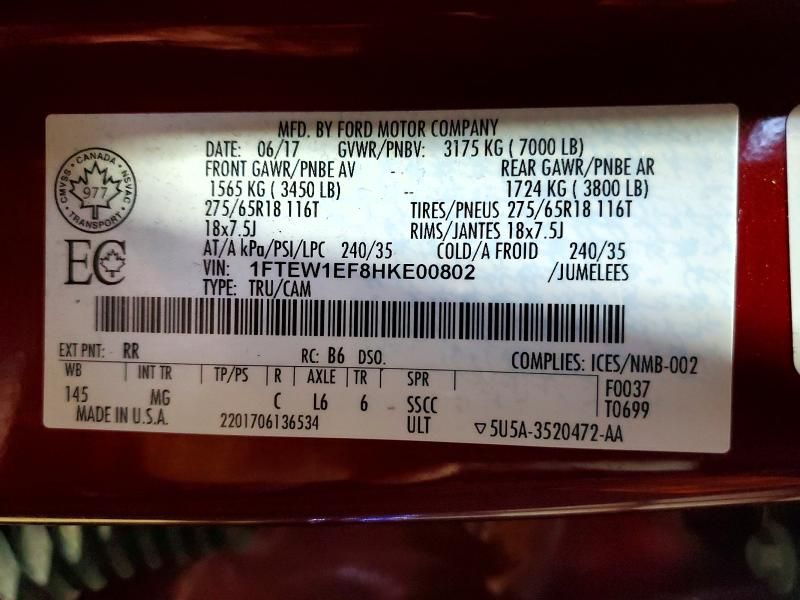 MFD. BY FORD MOTOR COMPANY
DATE: 06/17 GVWR/PNBV: 3175 KG ( 7000 LB)
FRONT GAWR/PNBE AV REAR GAWR/PNBE AR
1565 KG ( 3450 LB) -- 1724 KG ( 3800 LB)
275/65R18 116T TIRES/PNEUS 275/65R18 116T
18x7.5J RIMS/JANTES 18x7.5J
AT/A kPa/PSI/LPC 240/35 COLD/A FROID 240/35
VIN: 1FTEW1EF8HKE00802 /JUMELEES
TYPE: TRU/CAM
CMVSS - CANADA - NSVAC - TRANSPORT
977
EC
EXT PNT: RR RC: B6 DSO. COMPLIES: ICES/NMB-002
WB INT TR TP/PS R AXLE TR SPR F0037
145 MG C L6 6 - SSCC T0699
MADE IN U.S.A. 2201706136534 ULT ▽5U5A-3520472-AA